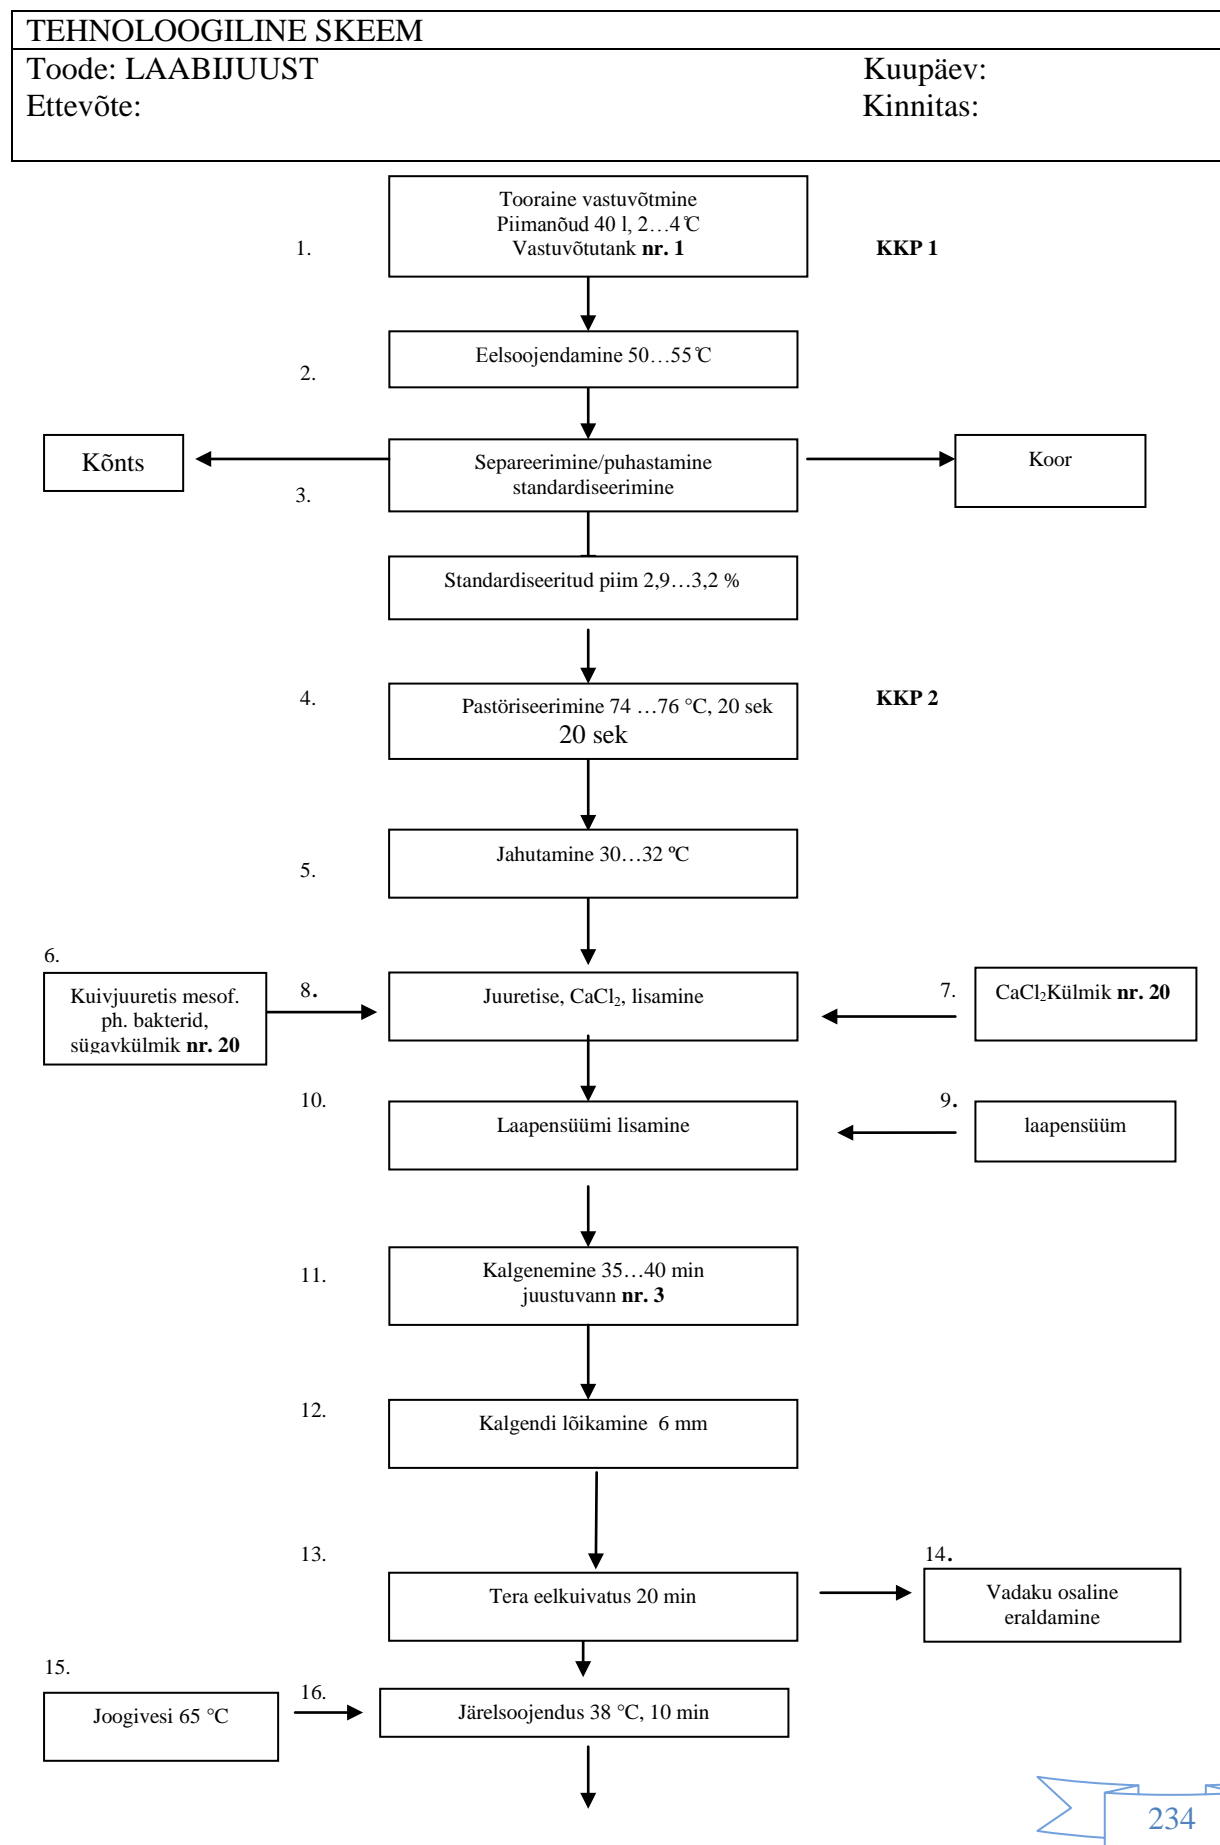 TEHNOLOOGILINE SKEEM
Toode: LAABIJUUST Kuupäev:
Ettevõte: Kinnitas:
Tooraine vastuvõtmine
Piimanõud 40 l, 2…4℃
1. Vastuvõtutank nr. 1 KKP 1
Eelsoojendamine 50…55℃
2.
Kõnts
Separeerimine/puhastamine
standardiseerimine
Koor
3.
Standardiseeritud piim 2,9…3,2 %
4. Pastöriseerimine 74 …76 °C, 20 sek KKP 2
20 sek
Jahutamine 30…32 ºC
5.
6.
Kuivjuuretis mesof.
ph. bakterid,
sügavkülmik nr. 20
8. Juuretise, CaCl₂, lisamine
7. CaCl₂Külmik nr. 20
10. Laapensüümi lisamine
9. laapensüüm
11. Kalgenemine 35…40 min
juustuvann nr. 3
12. Kalgendi lõikamine 6 mm
13. Tera eelkuivatus 20 min
14. Vadaku osaline
eraldamine
15.
Joogivesi 65 °C
16. Järelsoojendus 38 °C, 10 min
234